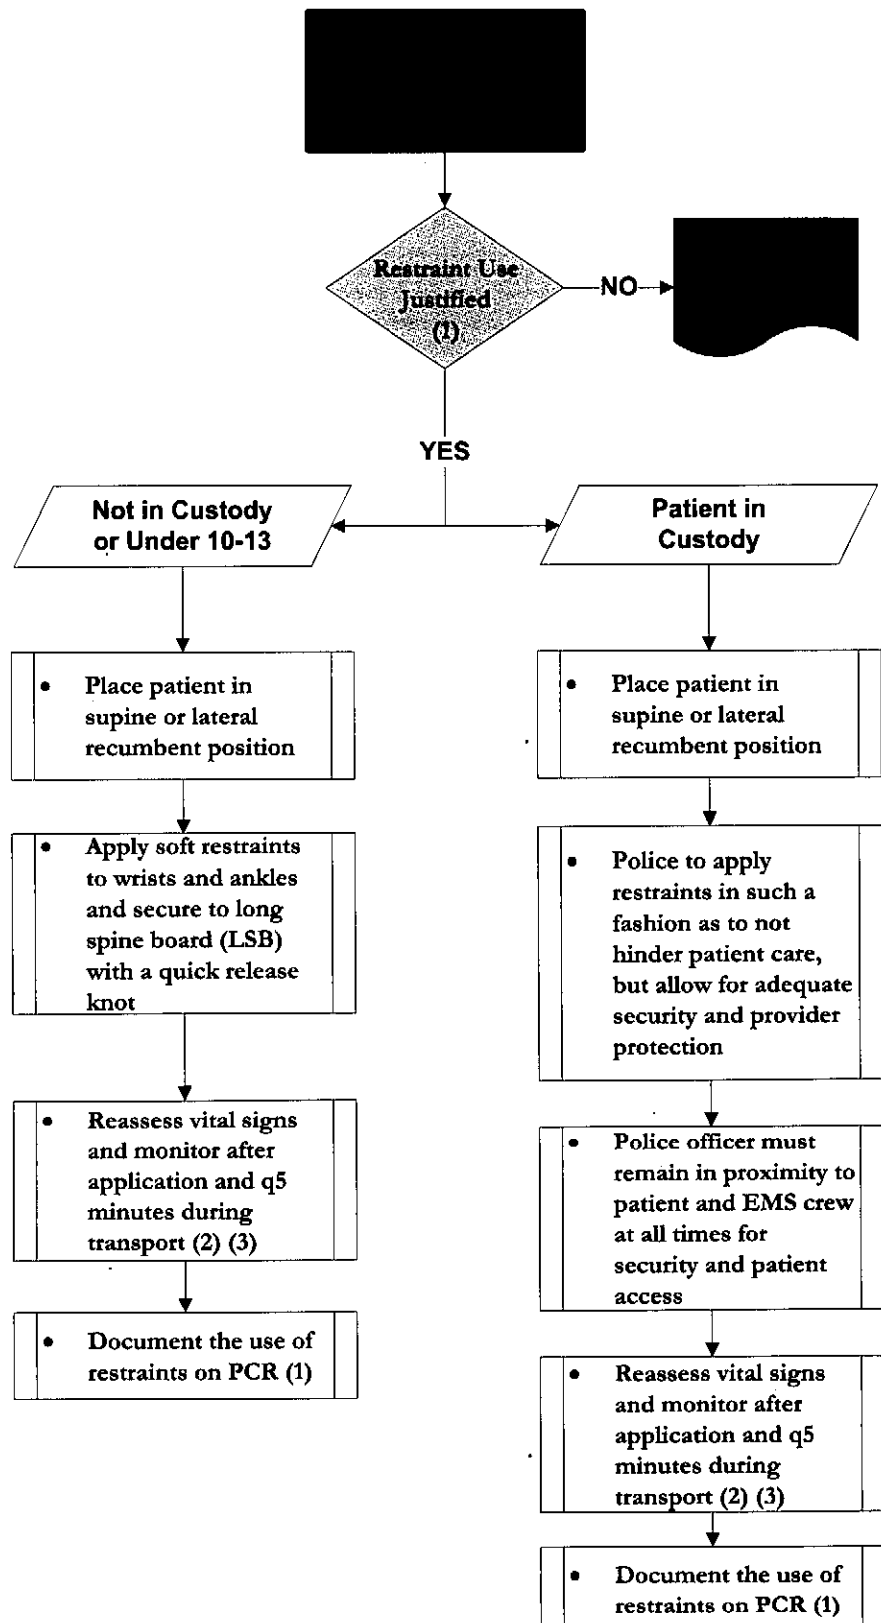 Restraint Use
Justified
(1)
NO
YES
Not in Custody
or Under 10-13
Patient in
Custody
• Place patient in
supine or lateral
recumbent position
• Apply soft restraints
to wrists and ankles
and secure to long
spine board (LSB)
with a quick release
knot
• Reassess vital signs
and monitor after
application and q5
minutes during
transport (2) (3)
• Document the use of
restraints on PCR (1)
• Place patient in
supine or lateral
recumbent position
• Police to apply
restraints in such a
fashion as to not
hinder patient care,
but allow for adequate
security and provider
protection
• Police officer must
remain in proximity to
patient and EMS crew
at all times for
security and patient
access
• Reassess vital signs
and monitor after
application and q5
minutes during
transport (2) (3)
• Document the use of
restraints on PCR (1)